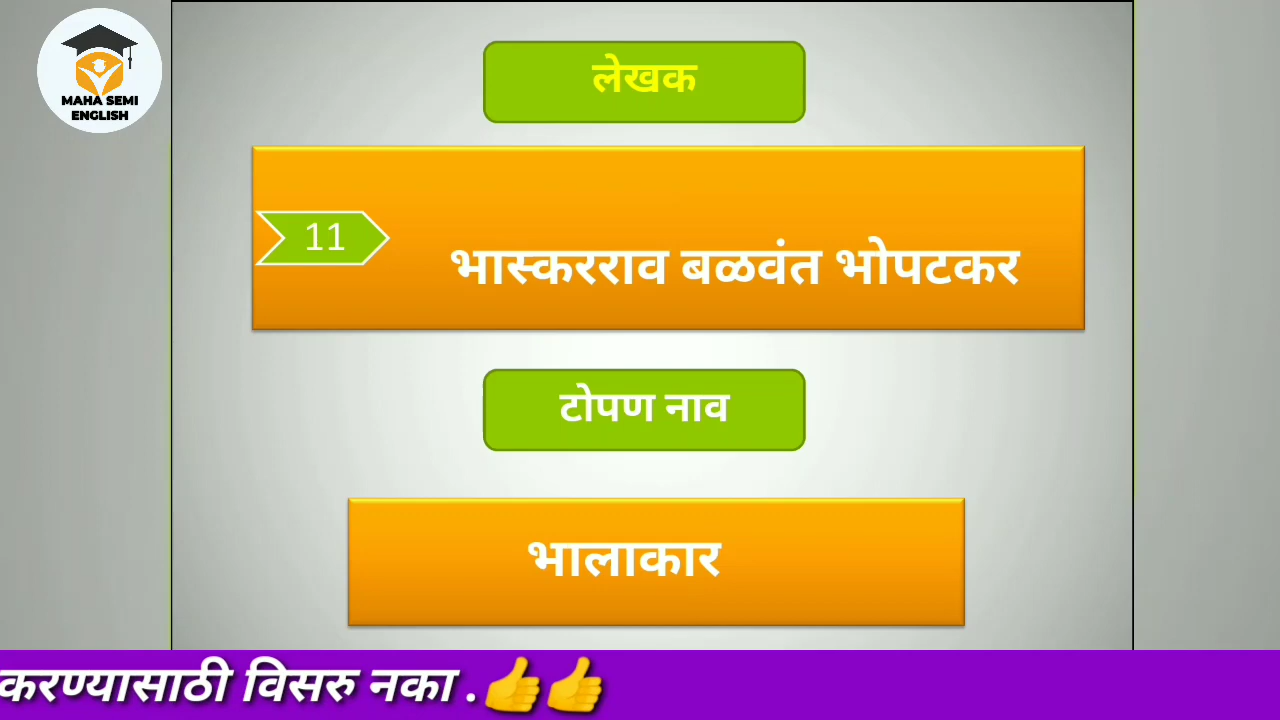 MAHA SEMI
ENGLISH
लेखक
11
भास्करराव बळवंत भोपटकर
टोपण नाव
भालाकार
करण्यासाठी विसरु नका .👍👍